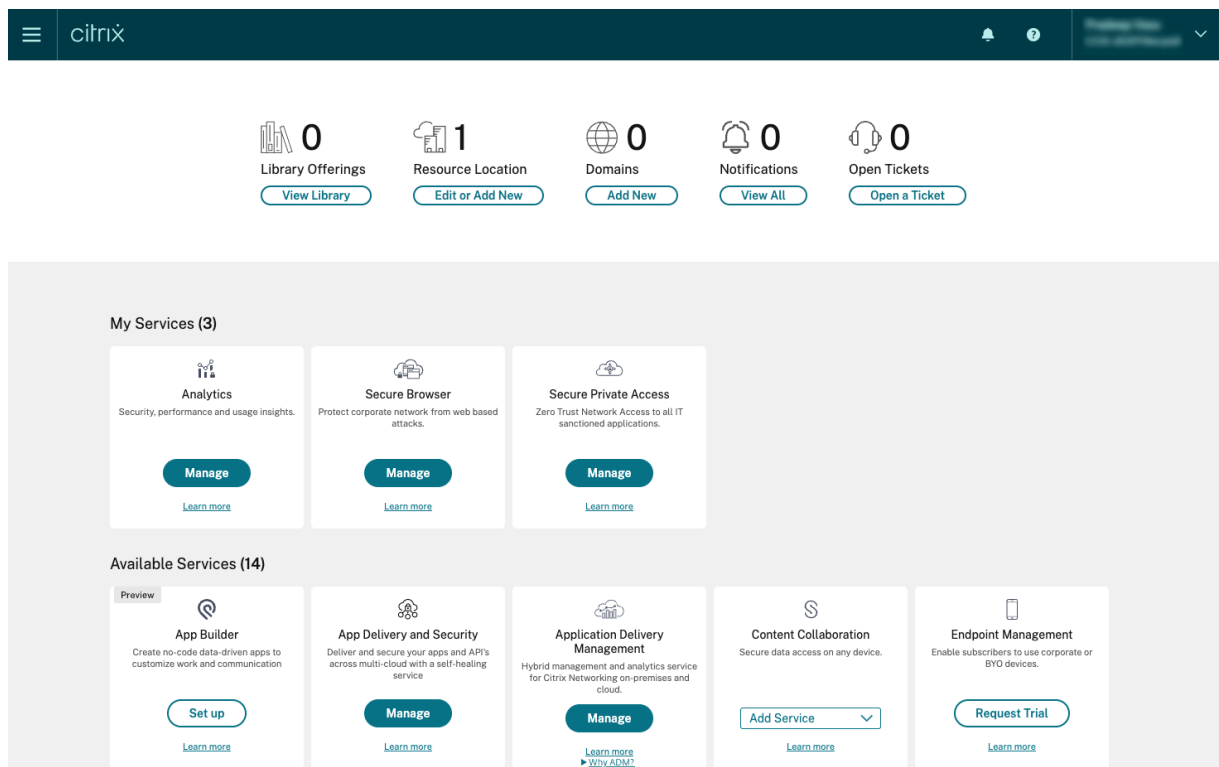 citrix
0
Library Offerings
View Library
1
Resource Location
Edit or Add New
0
Domains
Add New
0
Notifications
View All
0
Open Tickets
Open a Ticket
My Services (3)
Analytics
Security, performance and usage insights.
Manage
Learn more
Secure Browser
Protect corporate network from web based
attacks.
Manage
Learn more
Secure Private Access
Zero Trust Network Access to all IT
sanctioned applications.
Manage
Learn more
Available Services (14)
Preview
App Builder
Create no-code data-driven apps to
customize work and communication
Set up
Learn more
App Delivery and Security
Deliver and secure your apps and API's
across multi-cloud with a self-healing
service
Manage
Learn more
Application Delivery
Management
Hybrid management and analytics service
for Citrix Networking on-premises and
cloud.
Manage
Learn more
Why ADM?
Content Collaboration
Secure data access on any device.
Add Service
Learn more
Endpoint Management
Enable subscribers to use corporate or
BYO devices.
Request Trial
Learn more